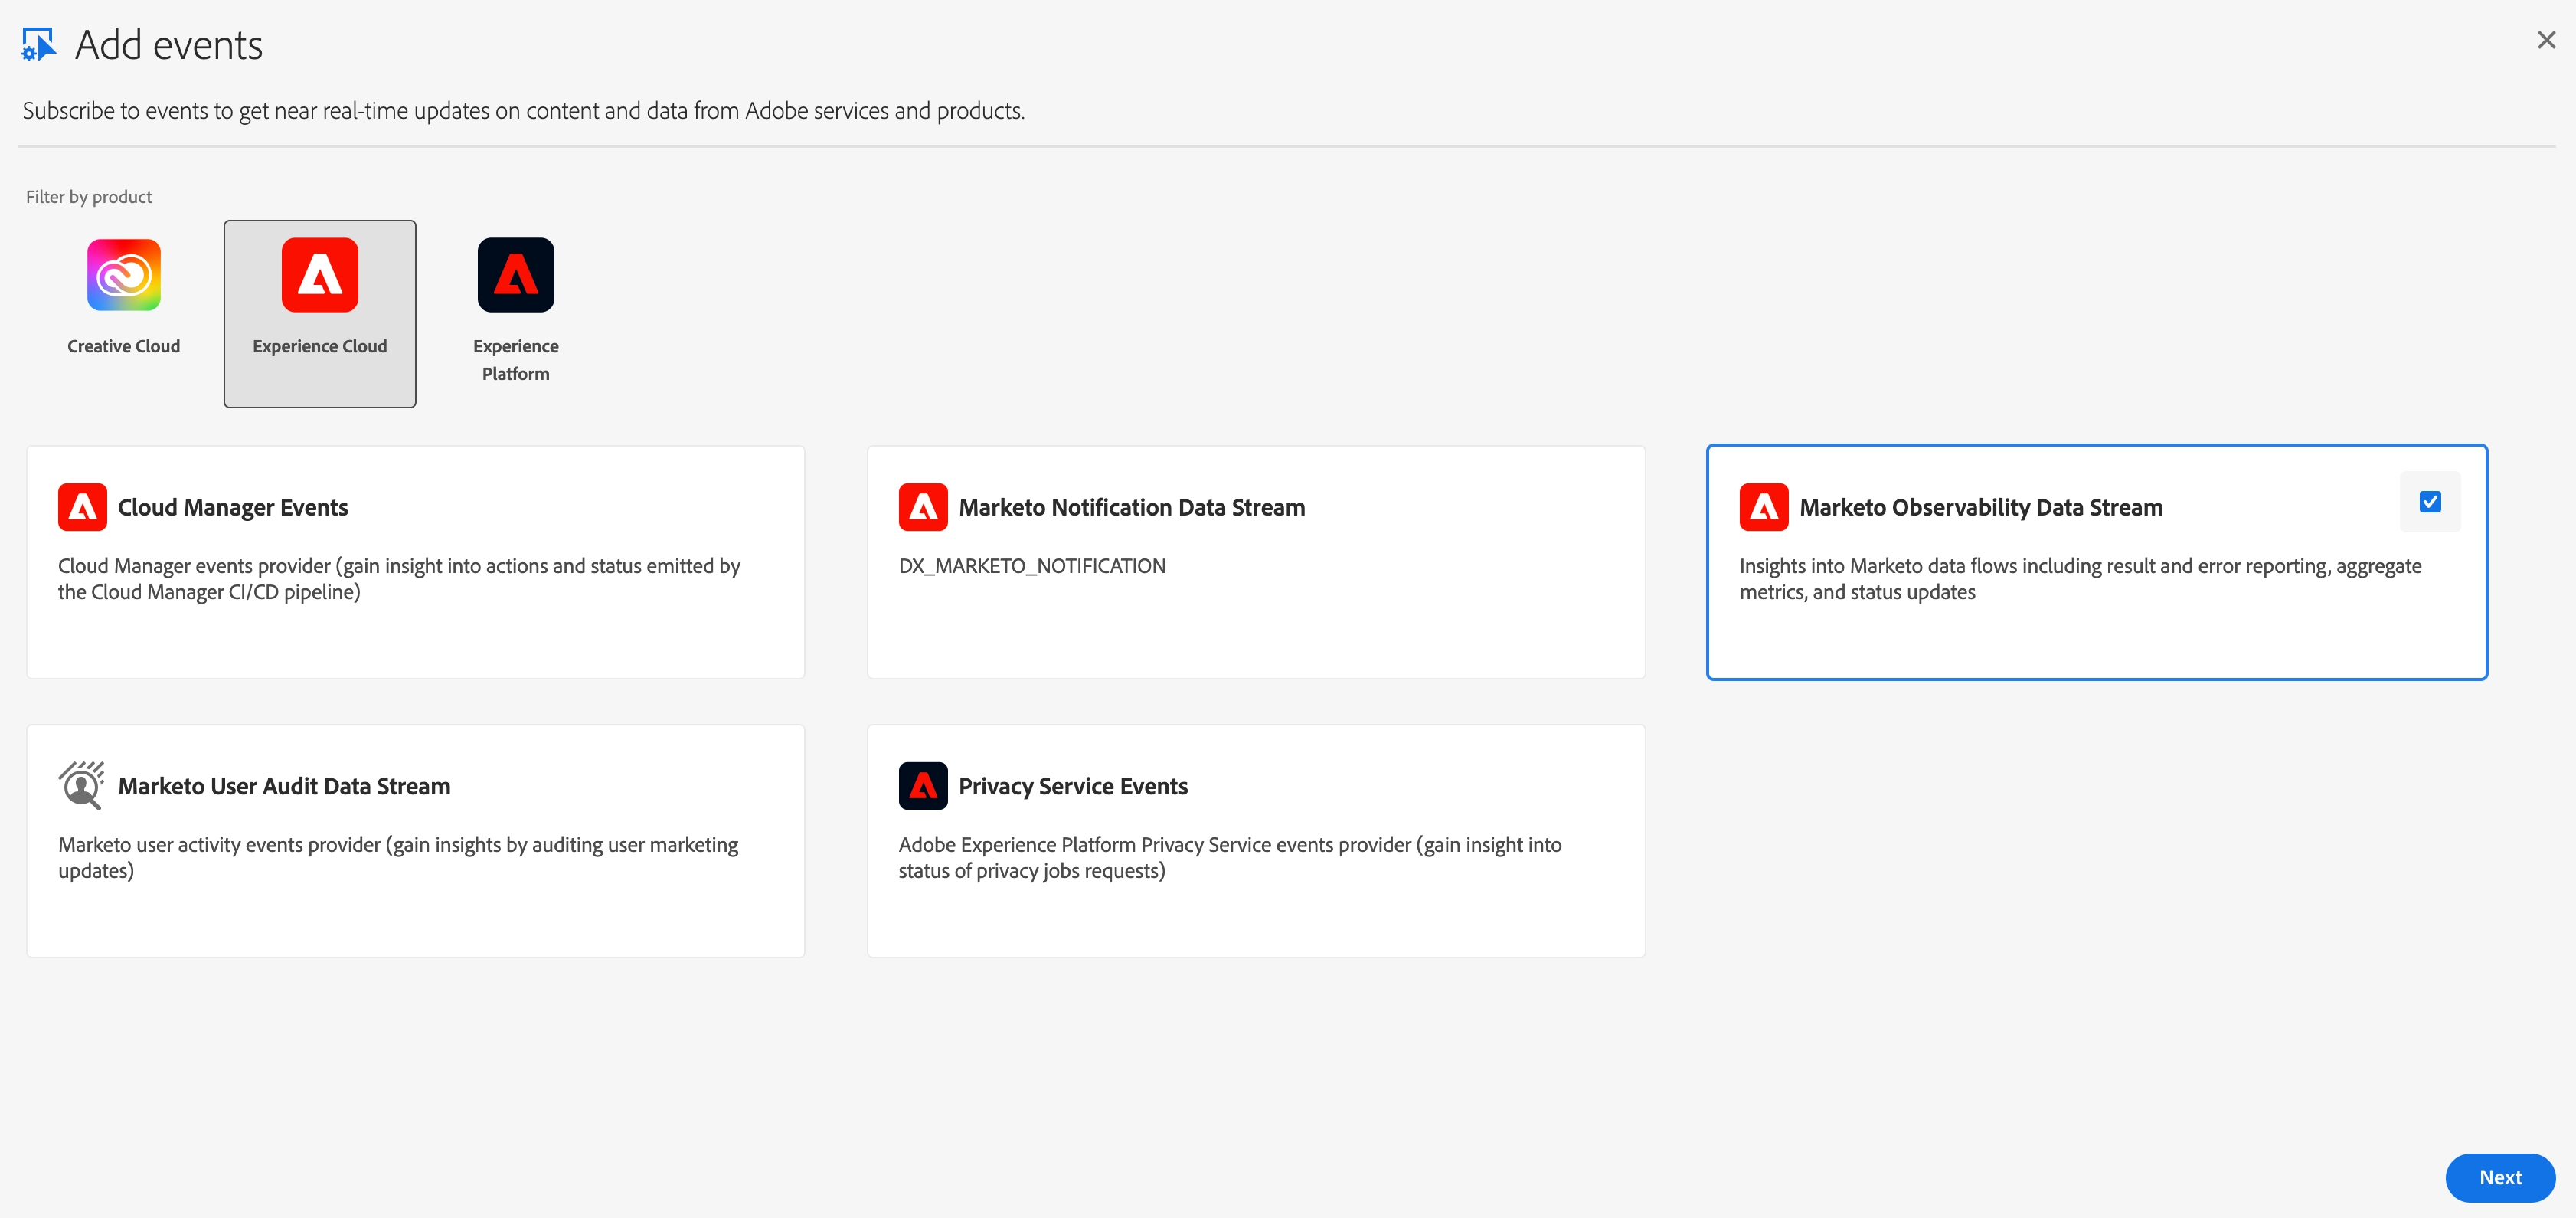 Add events
Subscribe to events to get near real-time updates on content and data from Adobe services and products.
Filter by product
Creative Cloud
Experience Cloud
Experience
Platform
Cloud Manager Events
Cloud Manager events provider (gain insight into actions and status emitted by
the Cloud Manager CI/CD pipeline)
Marketo Notification Data Stream
DX_MARKETO_NOTIFICATION
Marketo Observability Data Stream
Insights into Marketo data flows including result and error reporting, aggregate
metrics, and status updates
Marketo User Audit Data Stream
Marketo user activity events provider (gain insights by auditing user marketing
updates)
Privacy Service Events
Adobe Experience Platform Privacy Service events provider (gain insight into
status of privacy jobs requests)
Next